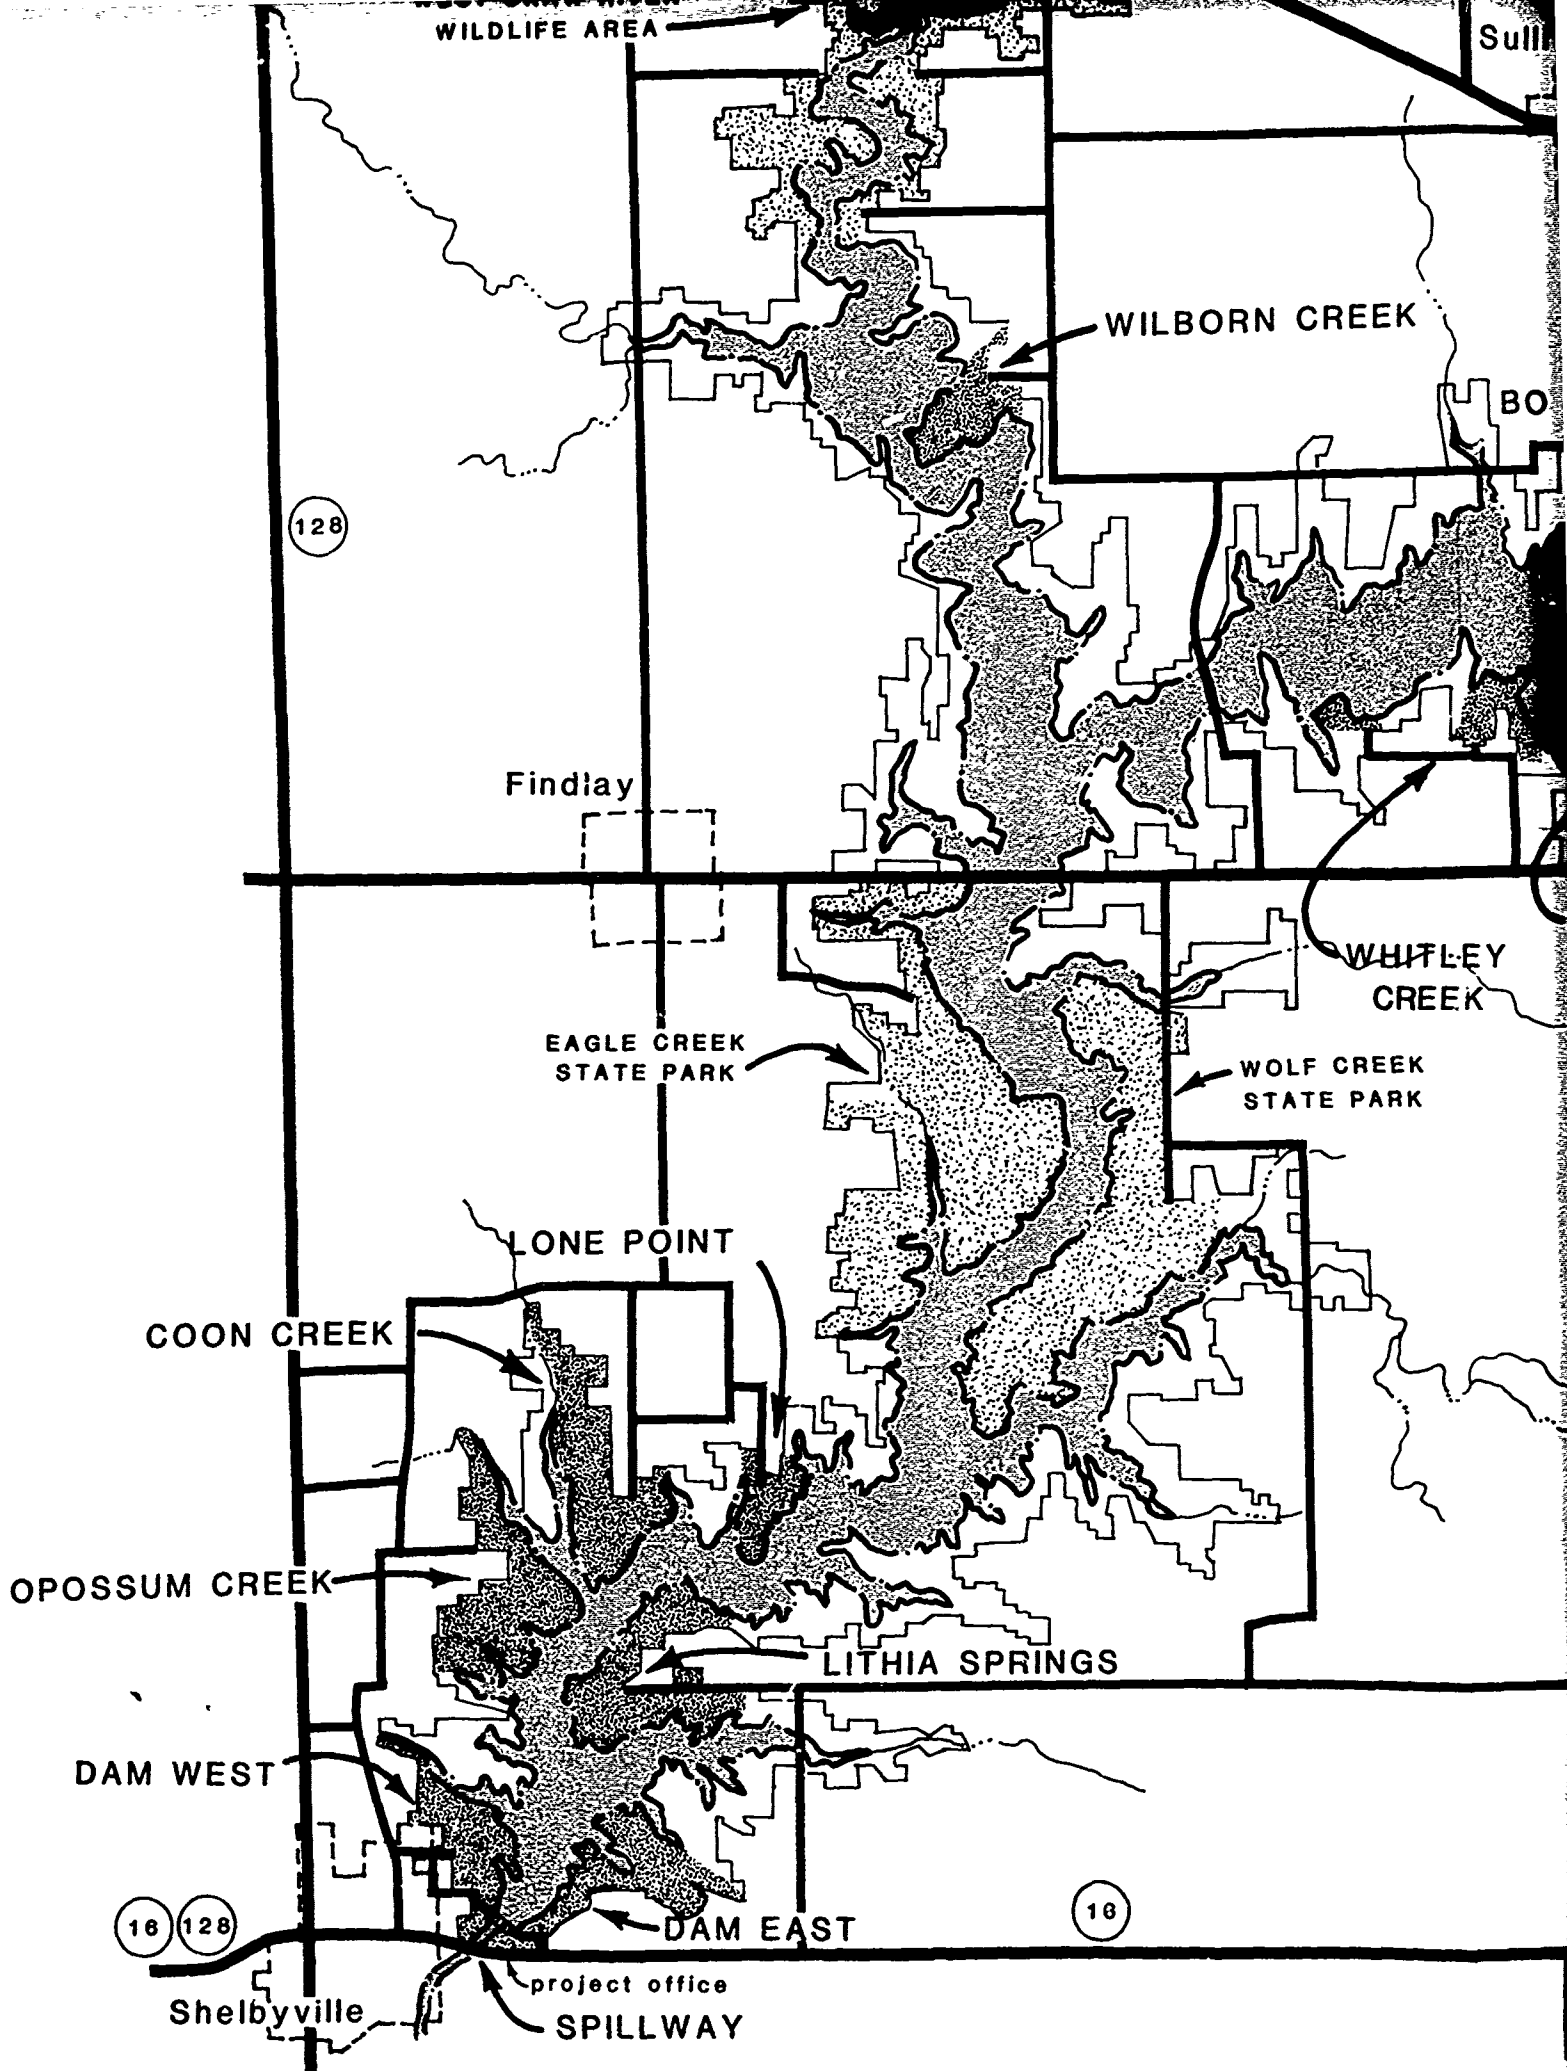 WILDLIFE AREA
Sull
WILBORN CREEK
BO
128
Findlay
WHITLEY
CREEK
EAGLE CREEK
STATE PARK
WOLF CREEK
STATE PARK
LONE POINT
COON CREEK
OPOSSUM CREEK
LITHIA SPRINGS
DAM WEST
16 128
DAM EAST
16
project office
Shelbyville
SPILLWAY